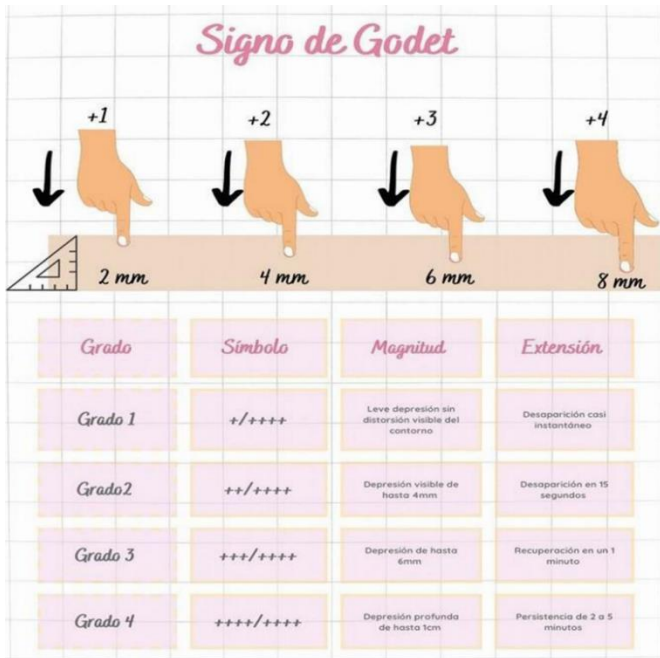 Signo de Godet
+1 +2 +3 +4
2 mm 4 mm 6 mm 8 mm
Grado Símbolo Magnitud Extensión
Grado 1 +/++++ Leve depresión sin distorsión visible del contorno Desaparición casi instantáneo
Grado2 ++/++++ Depresión visible de hasta 4mm Desaparición en 15 segundos
Grado 3 +++/++++ Depresión de hasta 6mm Recuperación en un 1 minuto
Grado 4 ++++/++++ Depresión profunda de hasta 1cm Persistencia de 2 a 5 minutos